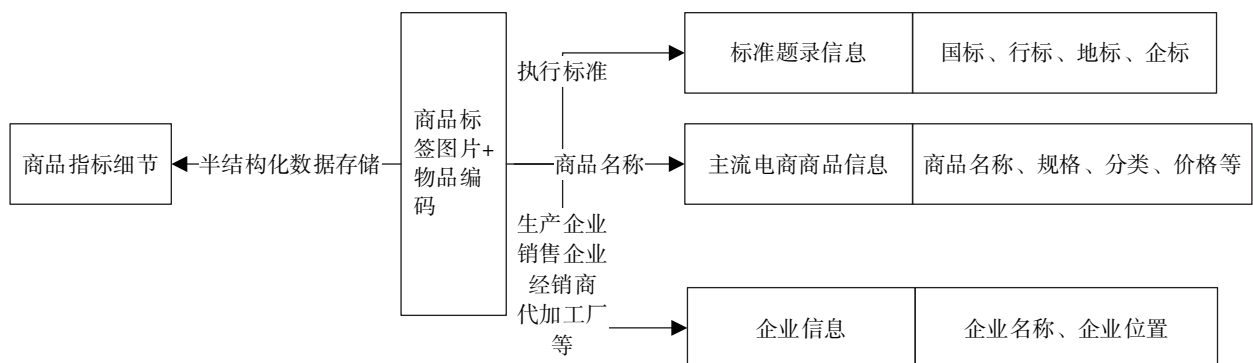 商品指标细节
半结构化数据存储
商品标
签图片+
物品编
码
执行标准
标准题录信息
国标、行标、地标、企标
商品名称
主流电商商品信息
商品名称、规格、分类、价格等
生产企业
销售企业
经销商
代加工厂
等
企业信息
企业名称、企业位置